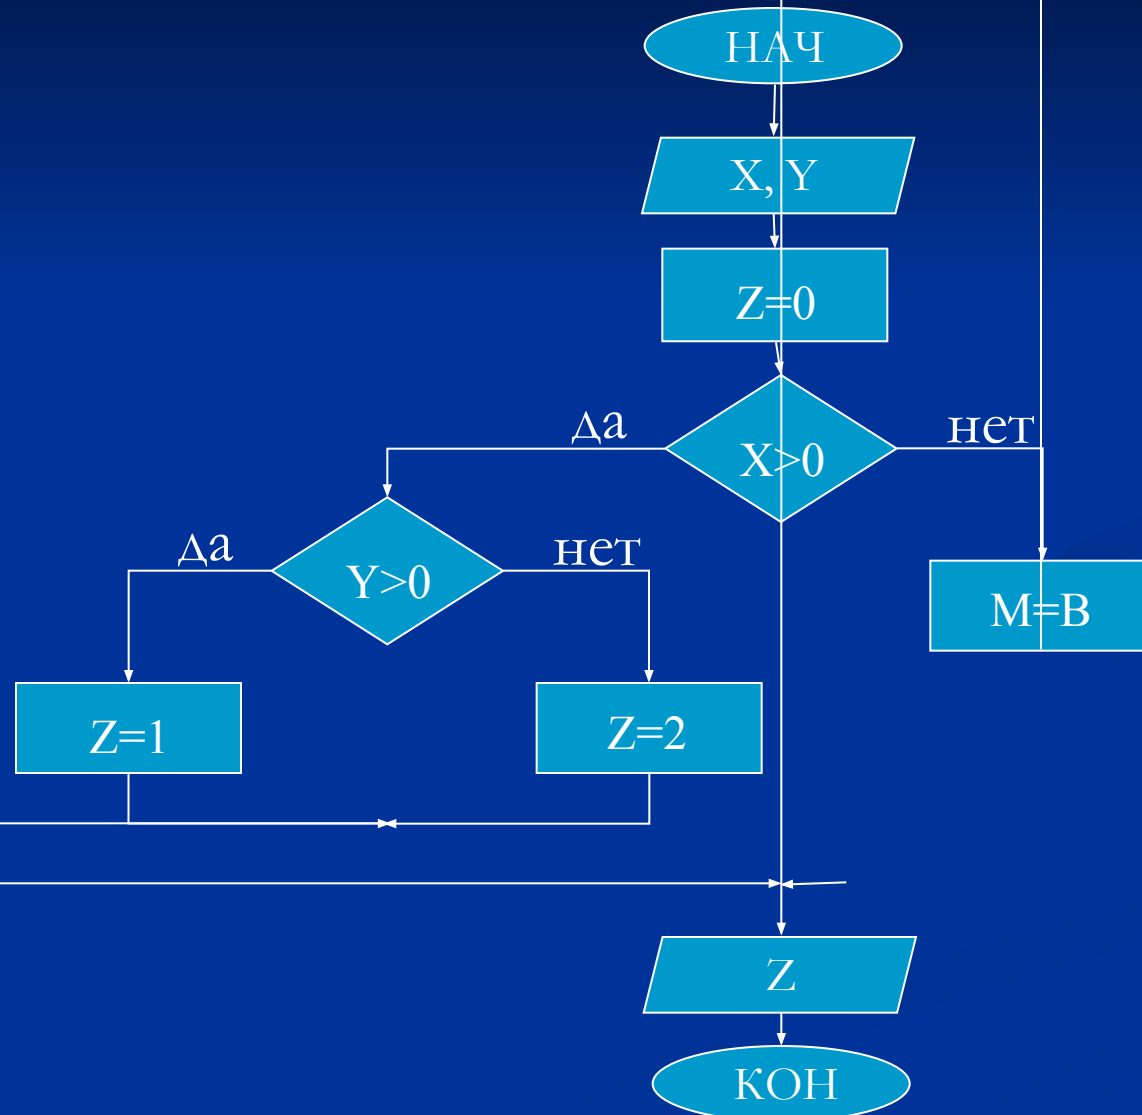 НАЧ
X, Y
Z=0
да
нет
X>0
да
нет
Y>0
M=B
Z=1
Z=2
Z
КОН